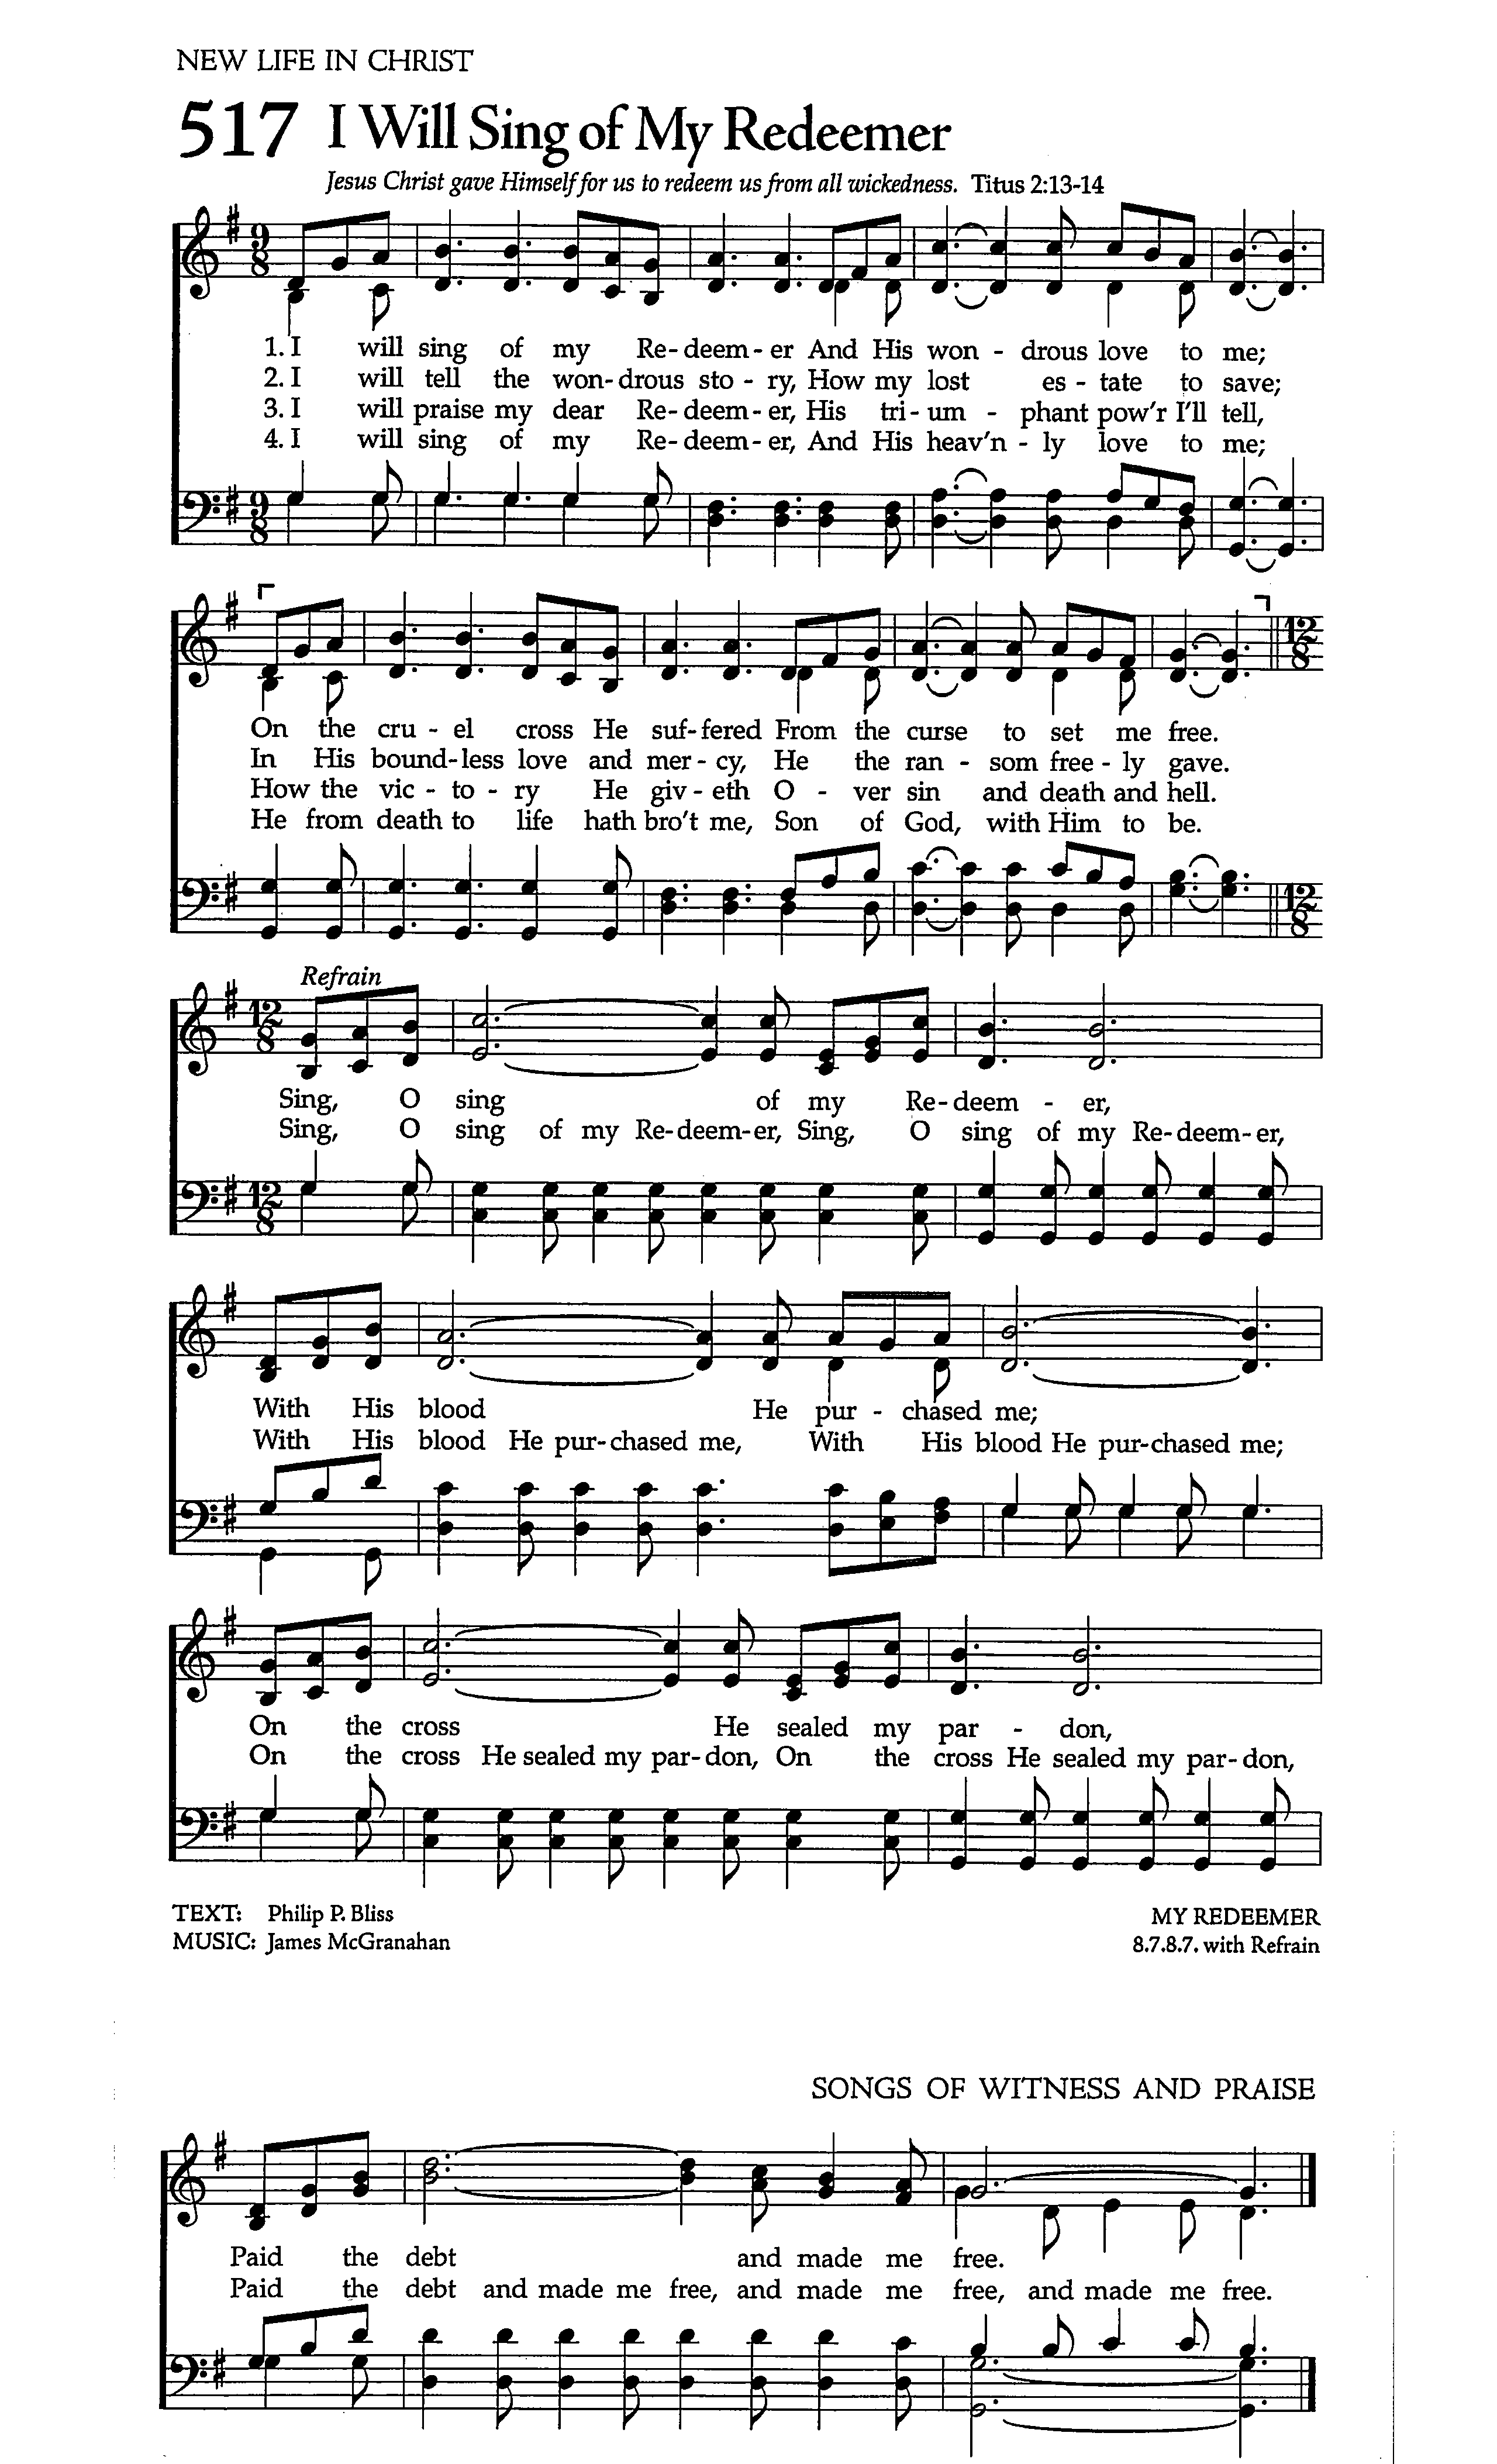 NEW LIFE IN CHRIST
517 I Will Sing of My Redeemer
Jesus Christ gave Himself for us to redeem us from all wickedness. Titus 2:13-14
9 8
1. I will sing of my Re-deem-er And His won - drous love to me;
2. I will tell the won-drous sto - ry, How my lost es - tate to save;
3. I will praise my dear Re-deem-er, His tri-um - phant pow'r I'll tell,
4. I will sing of my Re-deem-er, And His heav'n - ly love to me;
9 8
12 8
On the cru - el cross He suf-fered From the curse to set me free.
In His bound-less love and mer - cy, He the ran - som free - ly gave.
How the vic - to - ry He giv - eth O - ver sin and death and hell.
He from death to life hath bro't me, Son of God, with Him to be.
12 8
Refrain
12 8
Sing, O sing of my Re-deem - er,
Sing, O sing of my Re-deem-er, Sing, O sing of my Re-deem-er,
12 8
With His blood He pur - chased me;
With His blood He pur-chased me, With His blood He pur-chased me;
On the cross He sealed my par - don,
On the cross He sealed my par-don, On the cross He sealed my par-don,
TEXT: Philip P. Bliss
MUSIC: James McGranahan
MY REDEEMER
8.7.8.7. with Refrain
SONGS OF WITNESS AND PRAISE
Paid the debt and made me free.
Paid the debt and made me free, and made me free, and made me free.